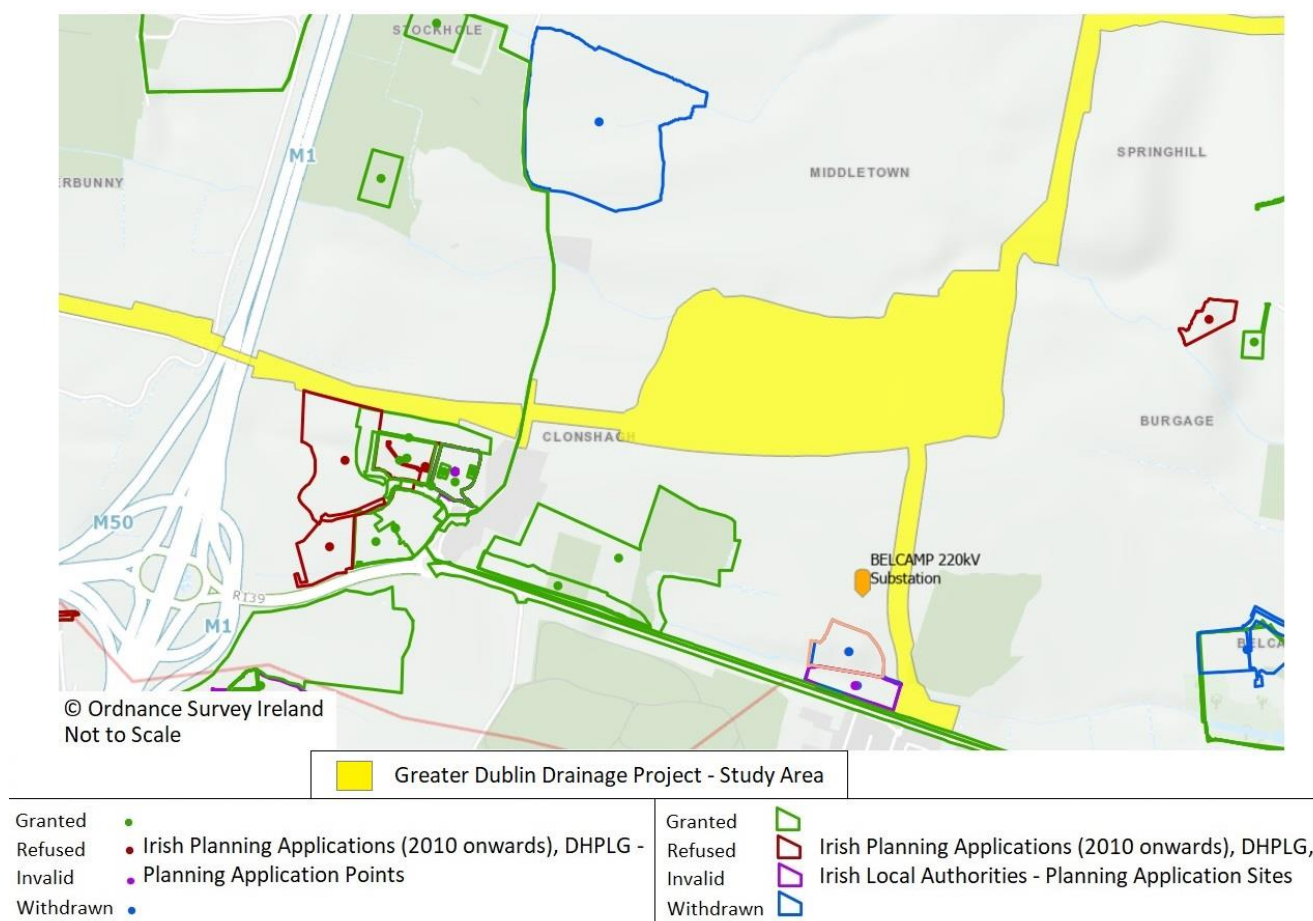 STOCKHOLE
M1
SPRINGHILL
MIDDLETOWN
ERBUNNY
BURGAGE
CLONSHAGH
M50
BELCAMP 220kV
Substation
R139
M1
BELCA
© Ordnance Survey Ireland
Not to Scale
Greater Dublin Drainage Project - Study Area
Granted
Refused
Invalid
Withdrawn
Irish Planning Applications (2010 onwards), DHPLG -
Planning Application Points
Granted
Refused
Invalid
Withdrawn
Irish Planning Applications (2010 onwards), DHPLG,
Irish Local Authorities - Planning Application Sites